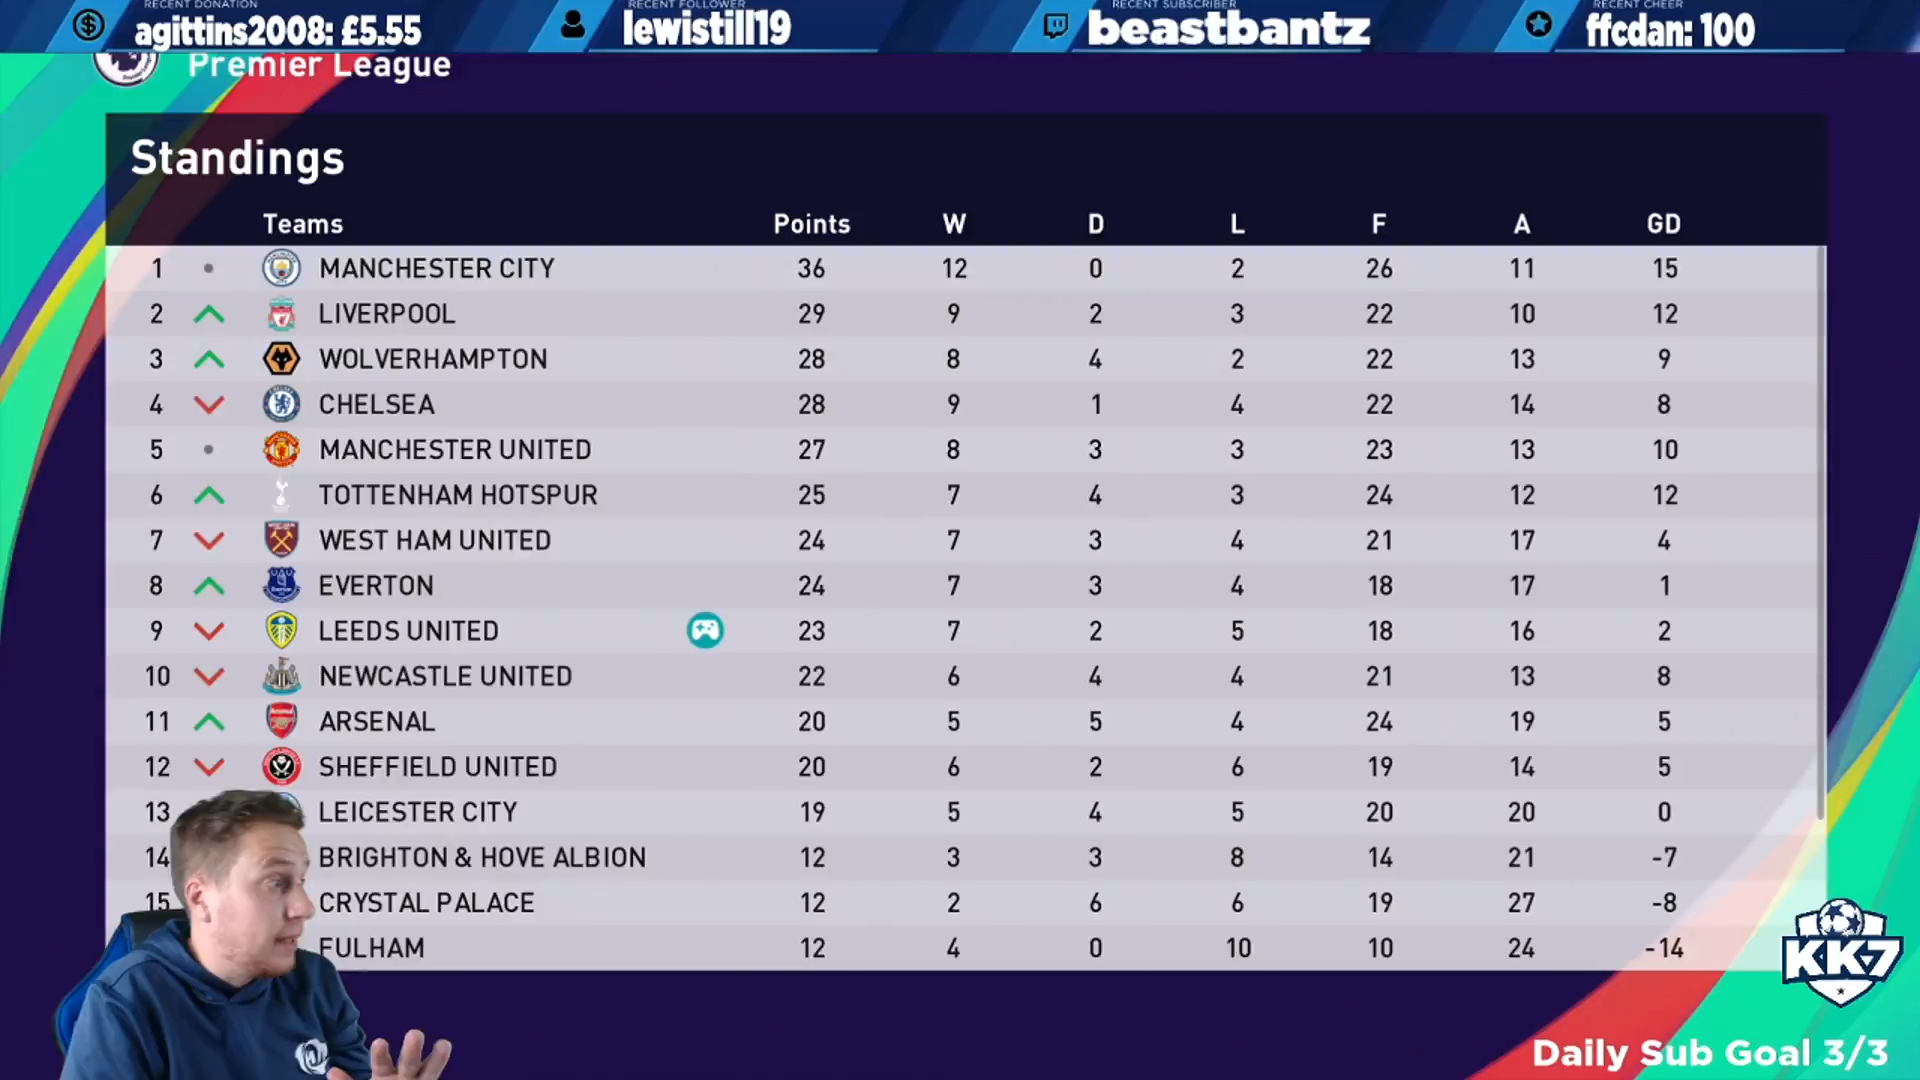 RECENT DONATION
agittins2008: £5.55
RECENT FOLLOWER
lewistill19
RECENT SUBSCRIBER
beastbantz
RECENT CHEER
ffcdan: 100
Premier League
Standings
Teams Points W D L F A GD
1 MANCHESTER CITY 36 12 0 2 26 11 15
2 LIVERPOOL 29 9 2 3 22 10 12
3 WOLVERHAMPTON 28 8 4 2 22 13 9
4 CHELSEA 28 9 1 4 22 14 8
5 MANCHESTER UNITED 27 8 3 3 23 13 10
6 TOTTENHAM HOTSPUR 25 7 4 3 24 12 12
7 WEST HAM UNITED 24 7 3 4 21 17 4
8 EVERTON 24 7 3 4 18 17 1
9 LEEDS UNITED 23 7 2 5 18 16 2
10 NEWCASTLE UNITED 22 6 4 4 21 13 8
11 ARSENAL 20 5 5 4 24 19 5
12 SHEFFIELD UNITED 20 6 2 6 19 14 5
13 LEICESTER CITY 19 5 4 5 20 20 0
14 BRIGHTON & HOVE ALBION 12 3 3 8 14 21 -7
15 CRYSTAL PALACE 12 2 6 6 19 27 -8
FULHAM 12 4 0 10 10 24 -14
KK7
Daily Sub Goal 3/3